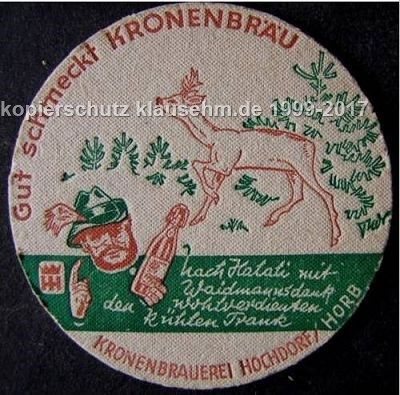 Gut schmeckt KRONENBRÄU
kopierschutz klausehm.de 1999-2017
Nach Halali mit
Waidmannsdank
den wohlverdienten
kühlen Trank
KRONENBRAUEREI HOCHDORF/HORB